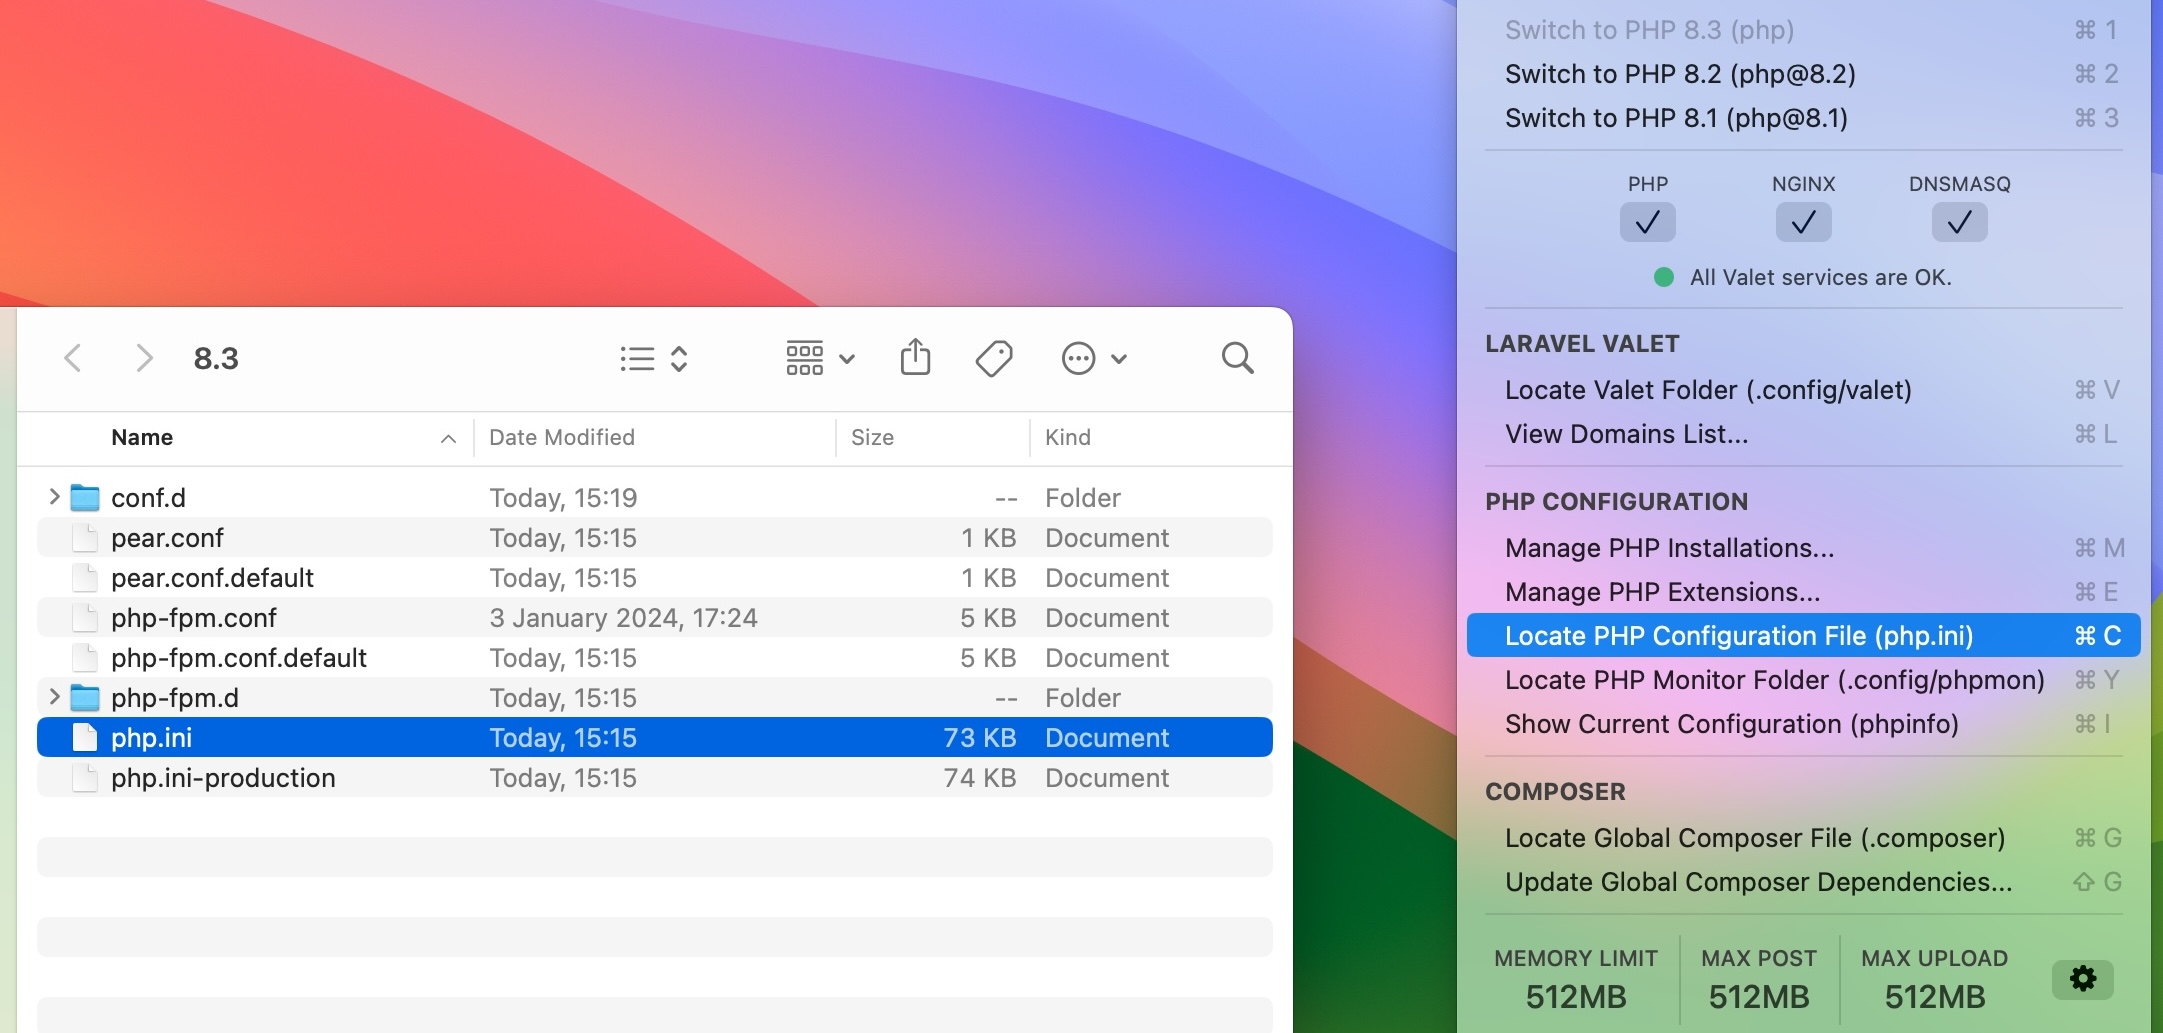 8.3
Name Date Modified Size Kind
conf.d Today, 15:19 -- Folder
pear.conf Today, 15:15 1 KB Document
pear.conf.default Today, 15:15 1 KB Document
php-fpm.conf 3 January 2024, 17:24 5 KB Document
php-fpm.conf.default Today, 15:15 5 KB Document
php-fpm.d Today, 15:15 -- Folder
php.ini Today, 15:15 73 KB Document
php.ini-production Today, 15:15 74 KB Document
Switch to PHP 8.3 (php) ⌘ 1
Switch to PHP 8.2 (php@8.2) ⌘ 2
Switch to PHP 8.1 (php@8.1) ⌘ 3
PHP NGINX DNSMASQ
All Valet services are OK.
LARAVEL VALET
Locate Valet Folder (.config/valet) ⌘ V
View Domains List... ⌘ L
PHP CONFIGURATION
Manage PHP Installations... ⌘ M
Manage PHP Extensions... ⌘ E
Locate PHP Configuration File (php.ini) ⌘ C
Locate PHP Monitor Folder (.config/phpmon) ⌘ Y
Show Current Configuration (phpinfo) ⌘ I
COMPOSER
Locate Global Composer File (.composer) ⌘ G
Update Global Composer Dependencies... ⇧ G
MEMORY LIMIT MAX POST MAX UPLOAD
512MB 512MB 512MB